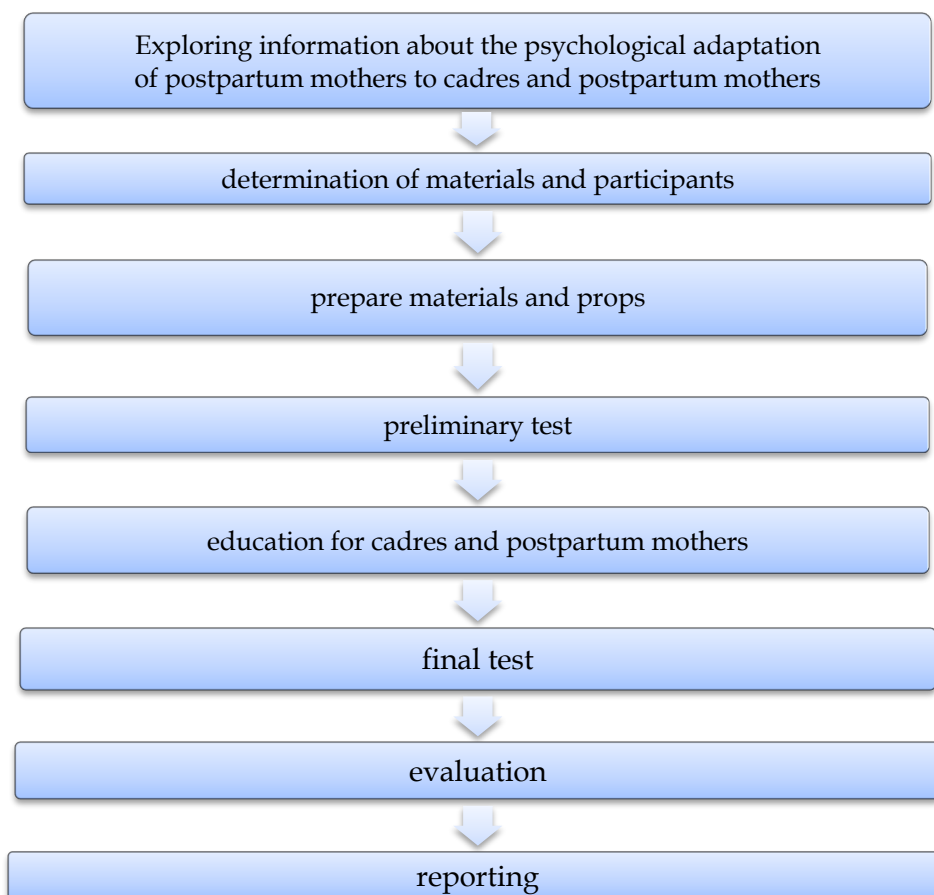 Exploring information about the psychological adaptation
of postpartum mothers to cadres and postpartum mothers
determination of materials and participants
prepare materials and props
preliminary test
education for cadres and postpartum mothers
final test
evaluation
reporting